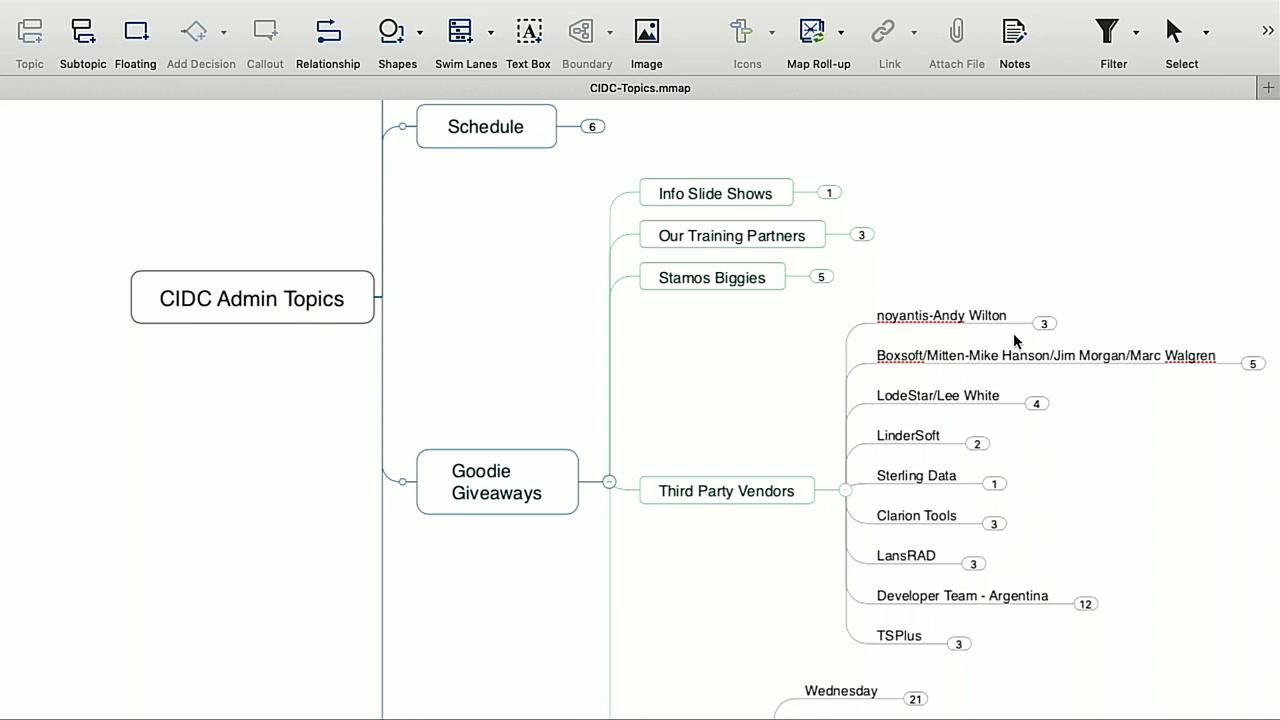 Topic Subtopic Floating Add Decision Callout Relationship Shapes Swim Lanes Text Box Boundary Image Icons Map Roll-up Link Attach File Notes Filter Select
CIDC-Topics.mmap
Schedule 6
Info Slide Shows 1
Our Training Partners 3
Stamos Biggies 5
CIDC Admin Topics
noyantis-Andy Wilton 3
Boxsoft/Mitten-Mike Hanson/Jim Morgan/Marc Walgren 5
LodeStar/Lee White 4
LinderSoft 2
Goodie
Giveaways
Third Party Vendors
Sterling Data 1
Clarion Tools 3
LansRAD 3
Developer Team - Argentina 12
TSPlus 3
Wednesday 21